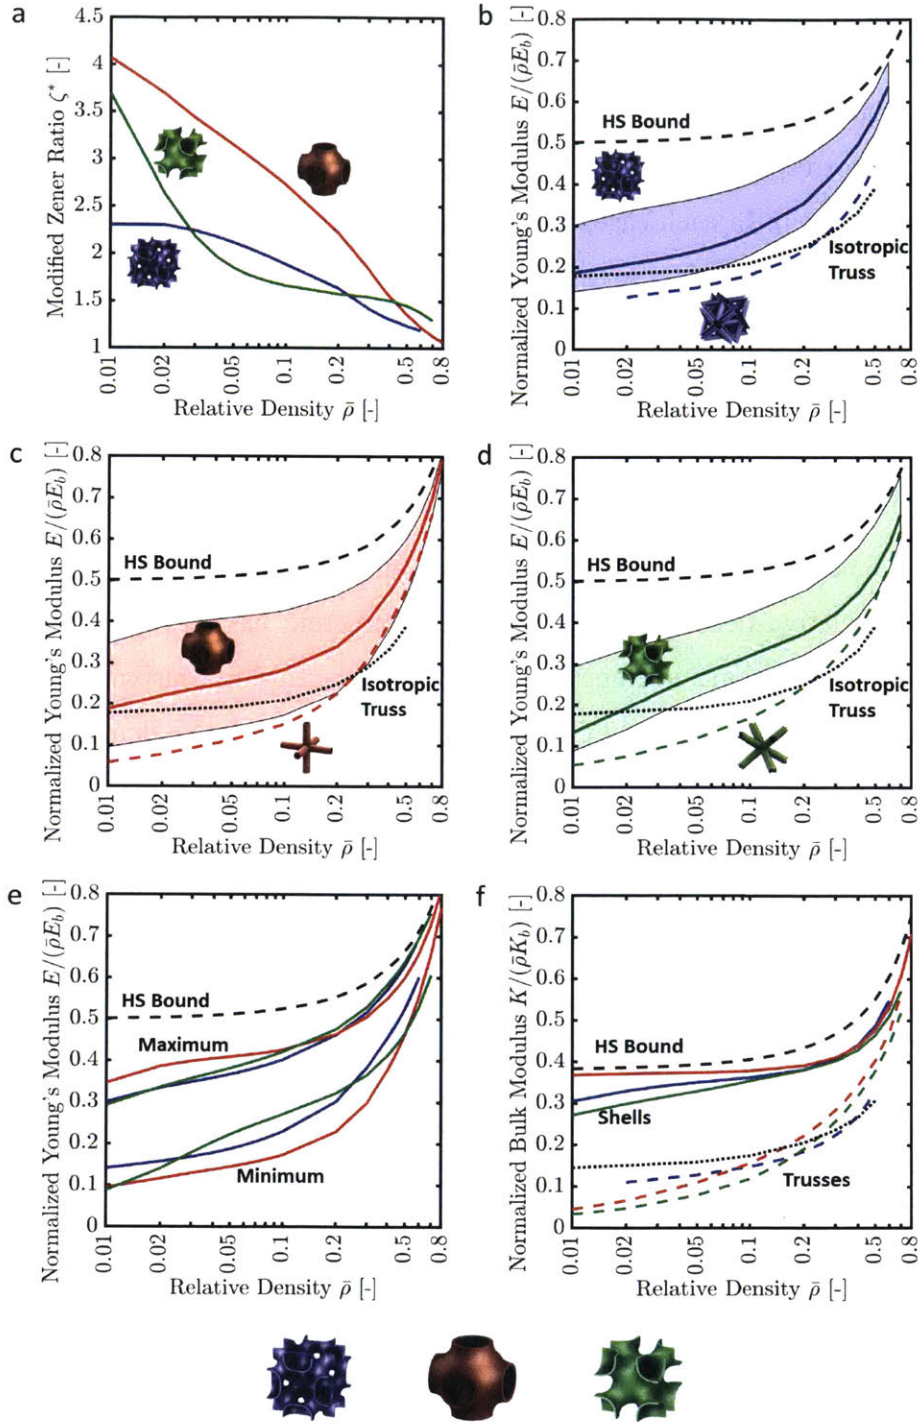 a
4.5
4
3.5
3
2.5
2
1.5
1
Modified Zener Ratio ζ* [-]
0.01
0.02
0.05
0.1
0.2
0.5
0.8
Relative Density ρ̄ [-]
b
0.8
0.7
0.6
0.5
0.4
0.3
0.2
0.1
0
Normalized Young's Modulus E/(ρ̄E_b) [-]
HS Bound
Isotropic
Truss
0.01
0.02
0.05
0.1
0.2
0.5
0.8
Relative Density ρ̄ [-]
c
0.8
0.7
0.6
0.5
0.4
0.3
0.2
0.1
0
Normalized Young's Modulus E/(ρ̄E_b) [-]
HS Bound
Isotropic
Truss
0.01
0.02
0.05
0.1
0.2
0.5
0.8
Relative Density ρ̄ [-]
d
0.8
0.7
0.6
0.5
0.4
0.3
0.2
0.1
0
Normalized Young's Modulus E/(ρ̄E_b) [-]
HS Bound
Isotropic
Truss
0.01
0.02
0.05
0.1
0.2
0.5
0.8
Relative Density ρ̄ [-]
e
0.8
0.7
0.6
0.5
0.4
0.3
0.2
0.1
0
Normalized Young's Modulus E/(ρ̄E_b) [-]
HS Bound
Maximum
Minimum
0.01
0.02
0.05
0.1
0.2
0.5
0.8
Relative Density ρ̄ [-]
f
0.8
0.7
0.6
0.5
0.4
0.3
0.2
0.1
0
Normalized Bulk Modulus K/(ρ̄K_b) [-]
HS Bound
Shells
Trusses
0.01
0.02
0.05
0.1
0.2
0.5
0.8
Relative Density ρ̄ [-]